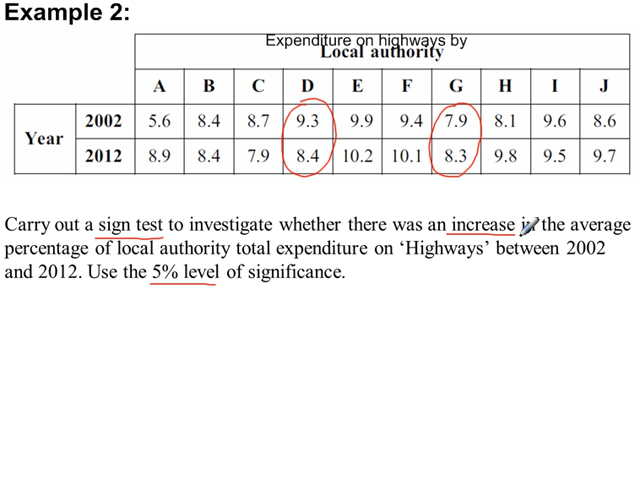 Example 2:
Expenditure on highways by
Local authority
A B C D E F G H I J
Year
2002 5.6 8.4 8.7 9.3 9.9 9.4 7.9 8.1 9.6 8.6
2012 8.9 8.4 7.9 8.4 10.2 10.1 8.3 9.8 9.5 9.7
Carry out a sign test to investigate whether there was an increase in the average
percentage of local authority total expenditure on ‘Highways’ between 2002
and 2012. Use the 5% level of significance.